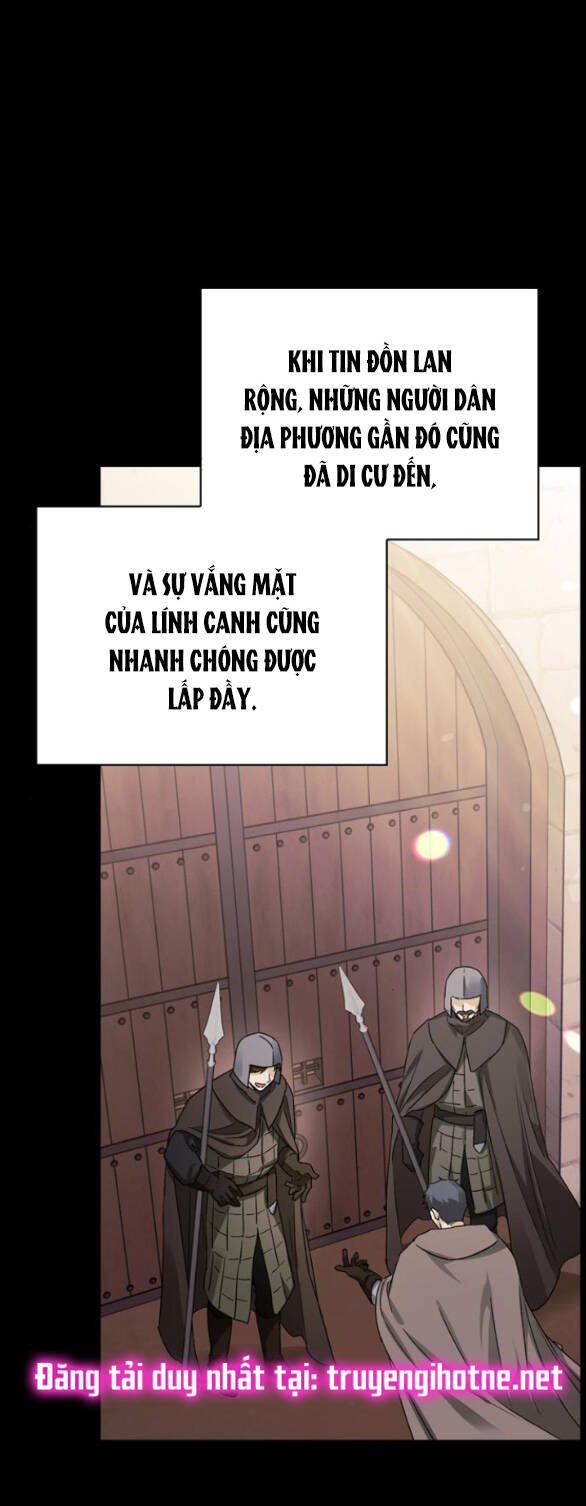 KHI TIN ĐỒN LAN
RỘNG, NHỮNG NGƯỜI DÂN
ĐỊA PHƯƠNG GẦN ĐÓ CŨNG
ĐÃ DI CƯ ĐẾN,
VÀ SỰ VẮNG MẶT
CỦA LÍNH CANH CŨNG
NHANH CHÓNG ĐƯỢC
LẤP ĐẦY.
Đăng tải duy nhất tại: truyengihotne.net